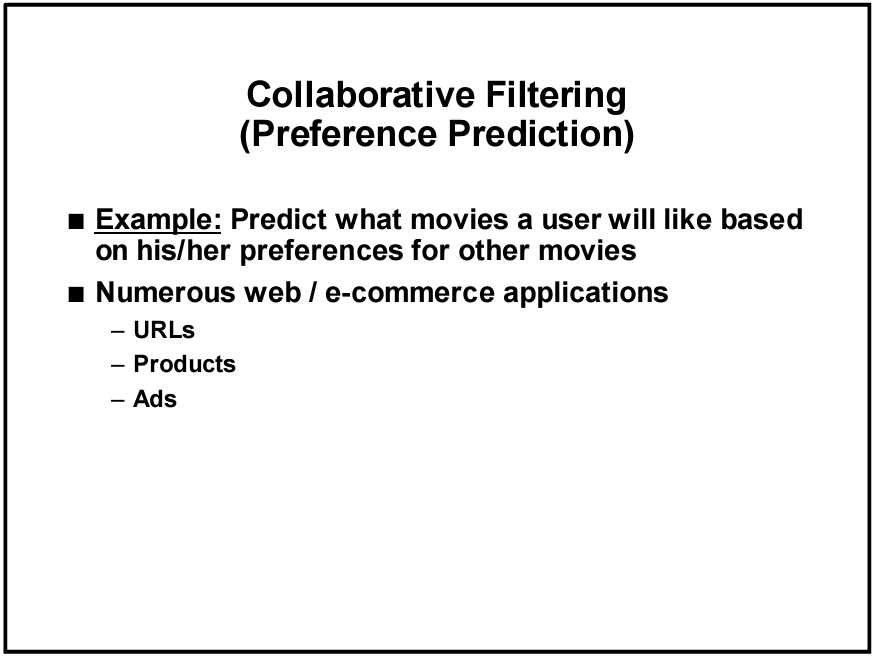 Collaborative Filtering
(Preference Prediction)
■ Example: Predict what movies a user will like based
on his/her preferences for other movies
■ Numerous web / e-commerce applications
– URLs
– Products
– Ads